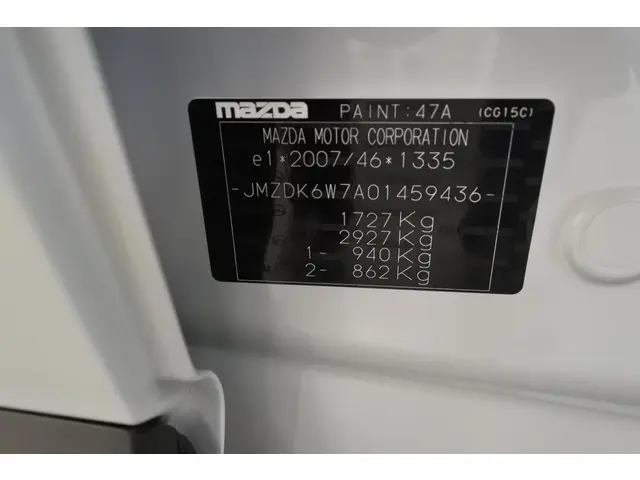 mazda PAINT:47A (CG15C)
MAZDA MOTOR CORPORATION
e1*2007/46*1335
-JMZDK6W7A01459436-
1727Kg
2927Kg
1- 940Kg
2- 862Kg